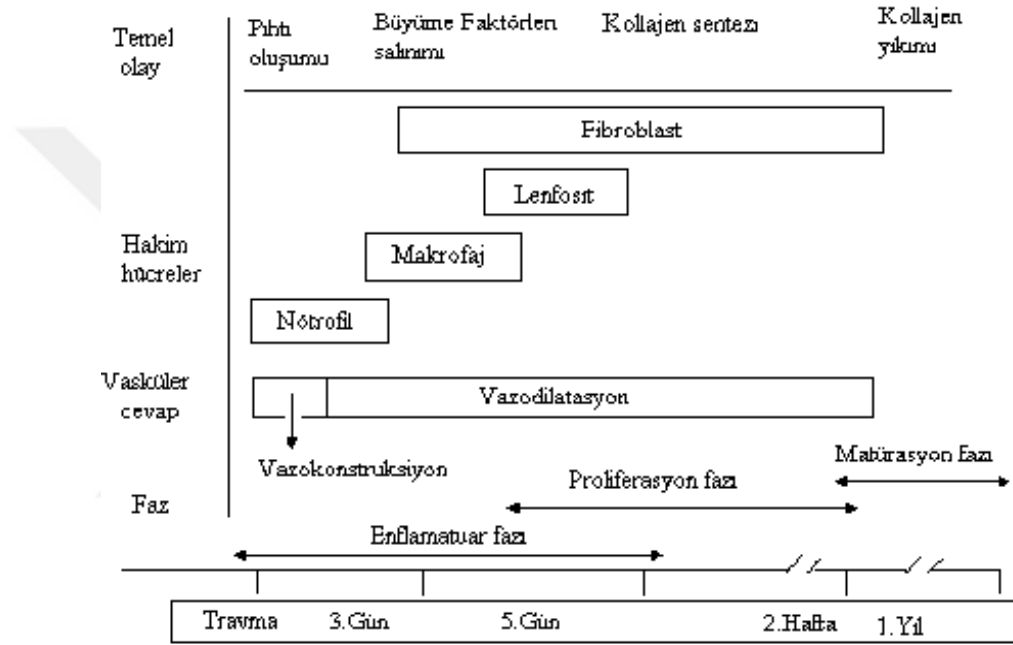 Temel
olay
Pıhtı
oluşumu
Büyüme Faktörleri
salınımı
Kollajen sentezi
Kollajen
yıkımı
Fibroblast
Lenfosit
Makrofaj
Nötrofil
Hakim
hücreler
Vasküler
cevap
Vazodilatasyon
Vazokonstruksiyon
Faz
Matürasyon fazı
Proliferasyon fazı
Enflamatuar fazı
Travma 3.Gün 5.Gün 2.Hafta 1.Yıl